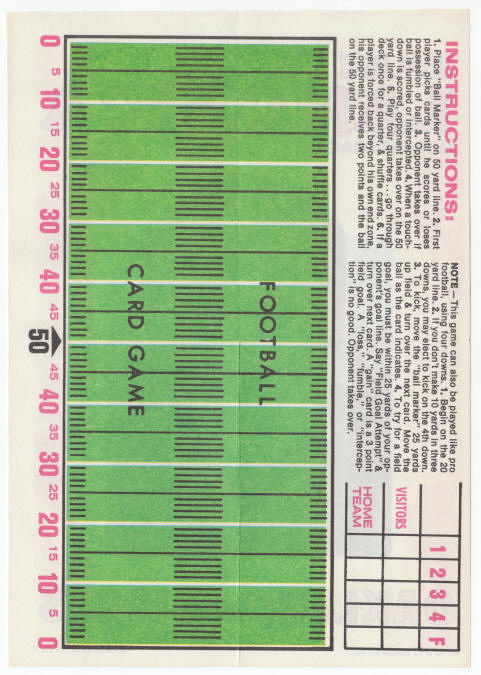 INSTRUCTIONS:
1. Place "Ball Marker" on 50 yard line. 2. First
player picks cards until he scores or loses
possession of ball. 3. Opponent takes over if
ball is fumbled or intercepted. 4. When a touch-
down is scored, opponent takes over on the 50
yard line. 5. Play four quarters...go through
deck once for a quarter, & shuffle cards. 6. If a
player is forced back beyond his own end zone,
his opponent receives two points and the ball
on the 50 yard line.
NOTE – This game can also be played like pro
football, using four downs. 1. Begin on the 20
yard line. 2. If you don't make 10 yards in three
downs, you may elect to kick on the 4th down.
3. To kick, move the "ball marker" 25 yards
up field & turn over the next card. Move the
ball as the card indicates. 4. To try for a field
goal, you must be within 25 yards of your op-
ponent's goal line. Say "Field Goal Attempt" &
turn over next card. A "gain" card is a 3 point
field goal. A "loss," "fumble," or "intercep-
tion" is no good. Opponent takes over.
1 2 3 4 F
VISITORS
HOME
TEAM
FOOTBALL
CARD GAME
0 5 10 15 20 25 30 35 40 45 50 45 40 35 30 25 20 15 10 5 0